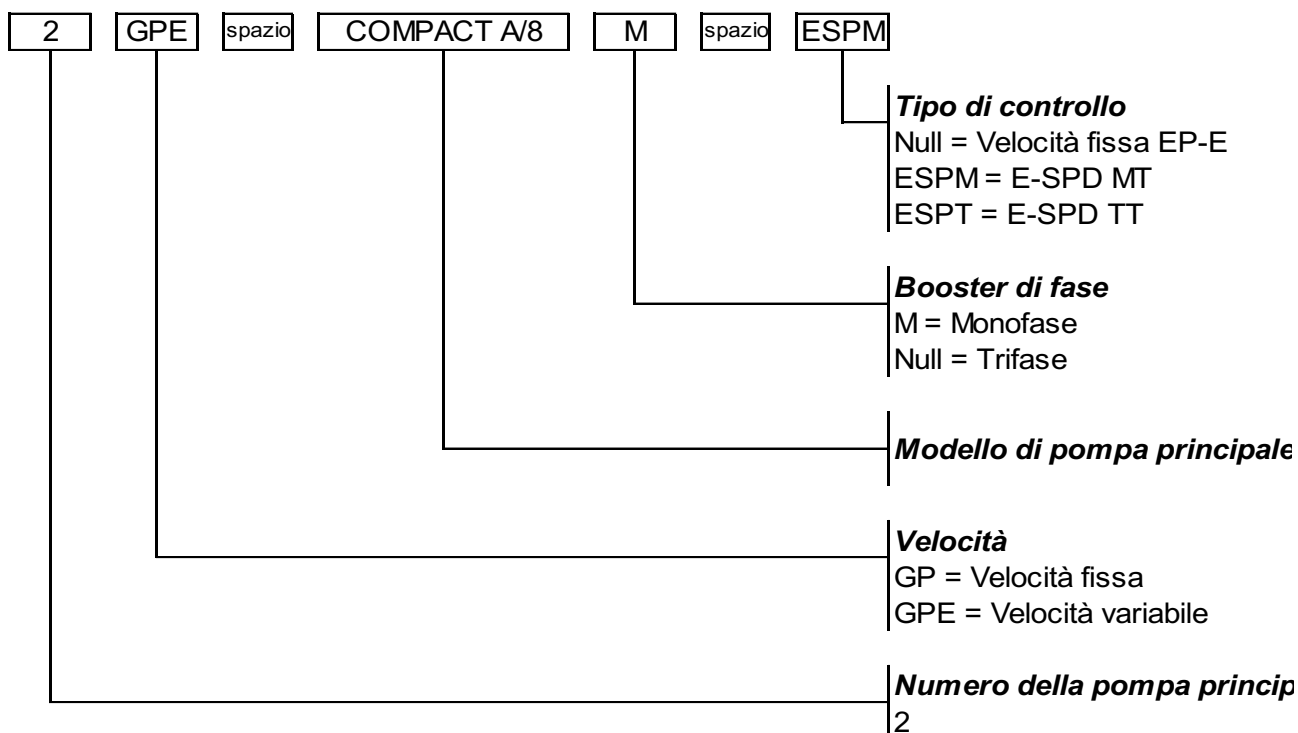 2 GPE spazio COMPACT A/8 M spazio ESPM
Tipo di controllo
Null = Velocità fissa EP-E
ESPM = E-SPD MT
ESPT = E-SPD TT
Booster di fase
M = Monofase
Null = Trifase
Modello di pompa principale
Velocità
GP = Velocità fissa
GPE = Velocità variabile
Numero della pompa princip
2